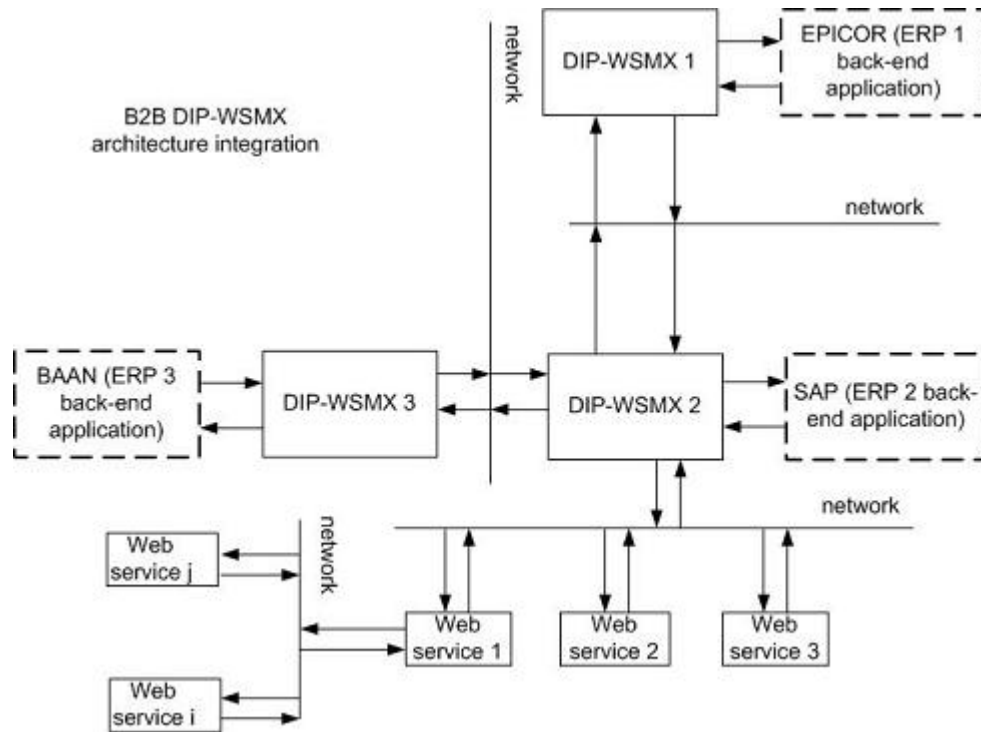 network
DIP-WSMX 1
EPICOR (ERP 1
back-end
application)
B2B DIP-WSMX
architecture integration
network
BAAN (ERP 3
back-end
application)
DIP-WSMX 3
DIP-WSMX 2
SAP (ERP 2 back-
end application)
network
network
Web
service j
Web
service 1
Web
service 2
Web
service 3
Web
service i